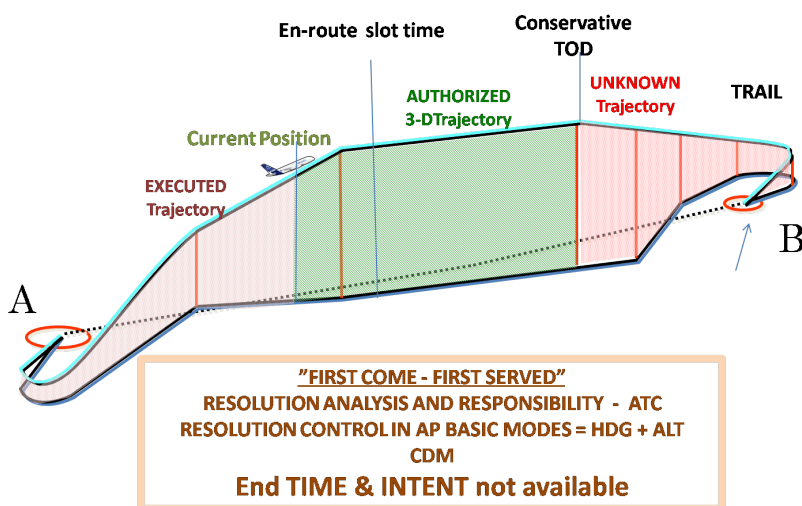 En-route slot time
Conservative
TOD
UNKNOWN
Trajectory
AUTHORIZED
3-DTrajectory
TRAIL
Current Position
EXECUTED
Trajectory
A
B
”FIRST COME - FIRST SERVED”
RESOLUTION ANALYSIS AND RESPONSIBILITY - ATC
RESOLUTION CONTROL IN AP BASIC MODES = HDG + ALT
CDM
End TIME & INTENT not available